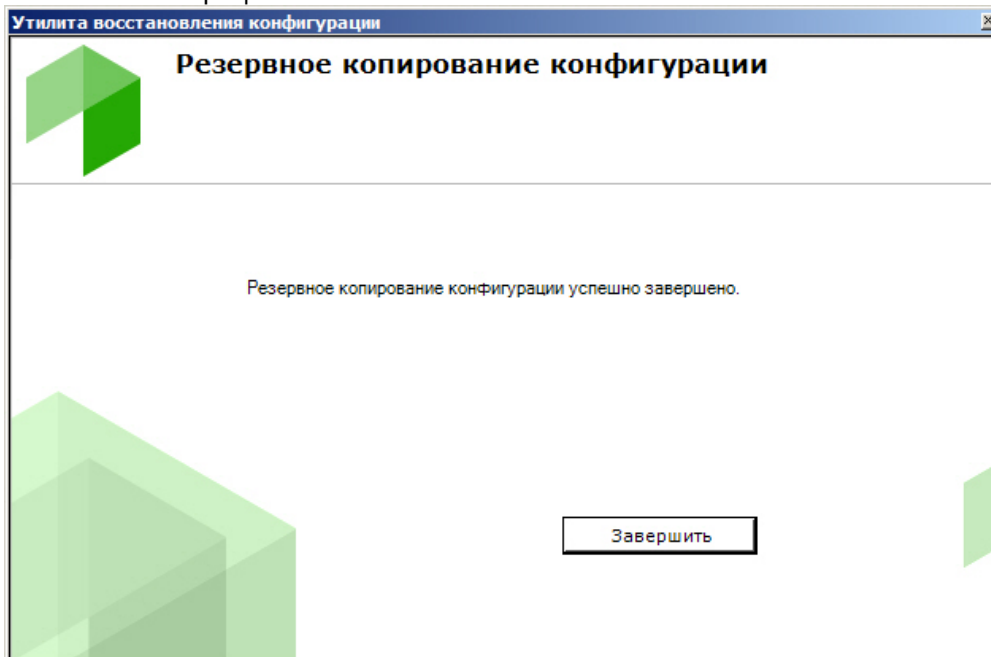 Утилита восстановления конфигурации
Резервное копирование конфигурации
Резервное копирование конфигурации успешно завершено.
Завершить